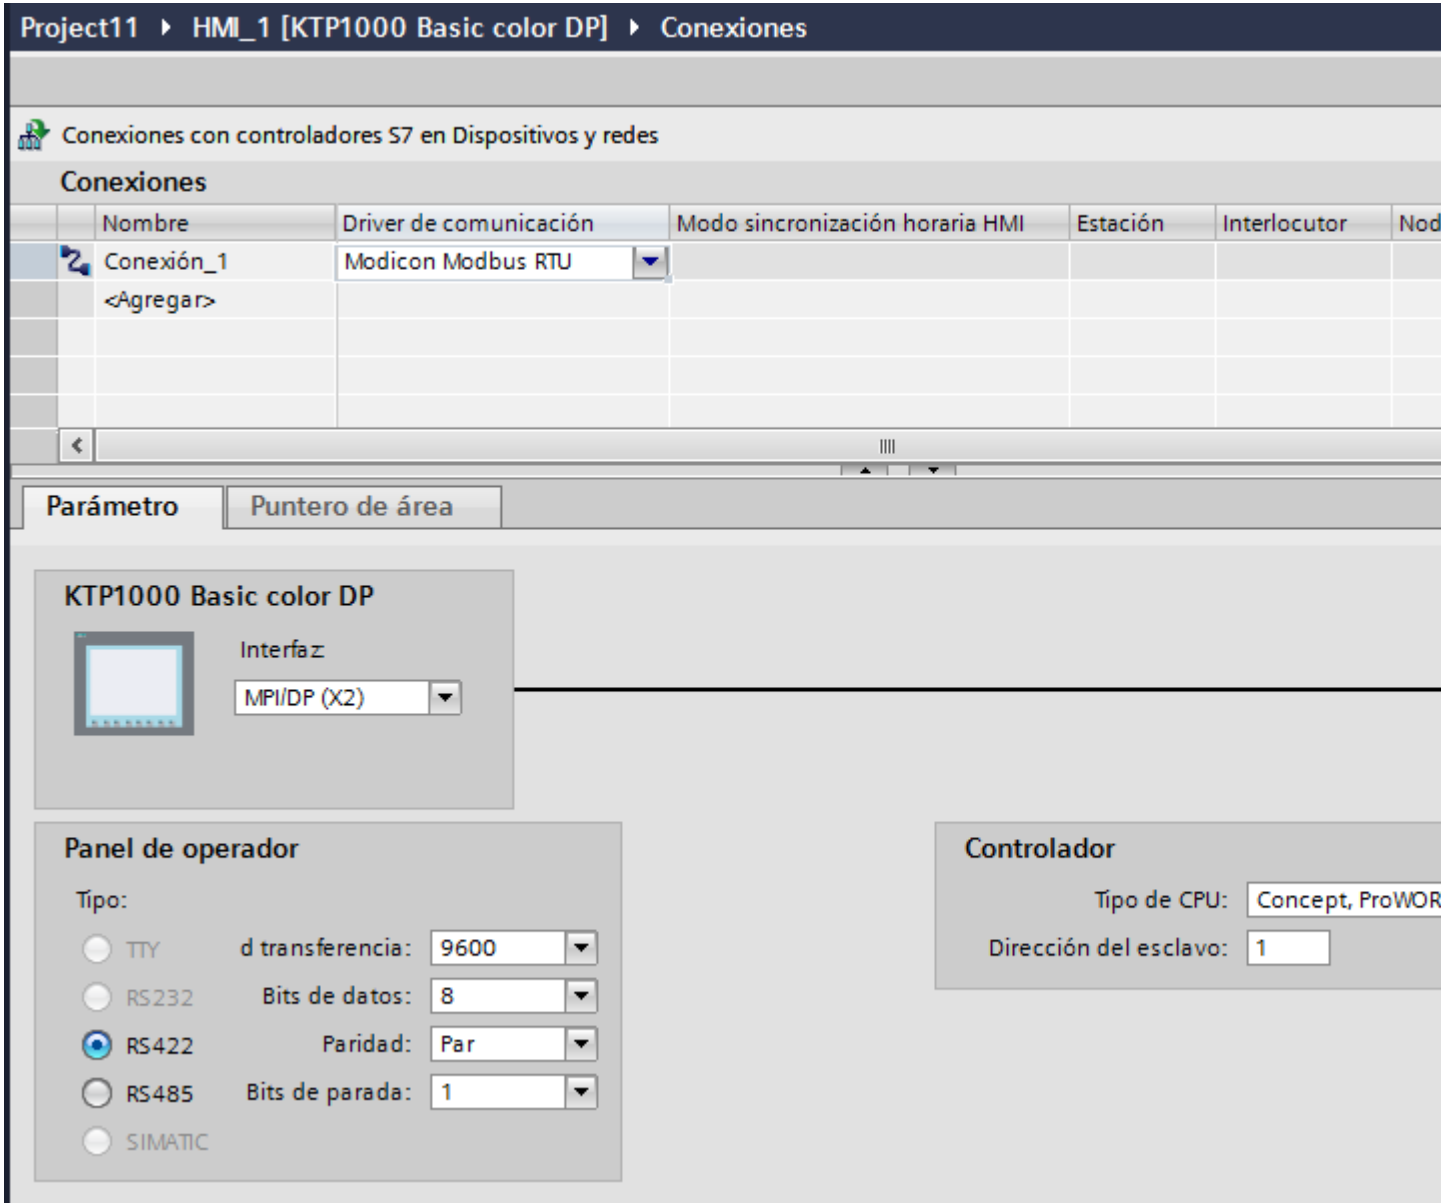 Project11 ▸ HMI_1 [KTP1000 Basic color DP] ▸ Conexiones
Conexiones con controladores S7 en Dispositivos y redes
Conexiones
Nombre Driver de comunicación Modo sincronización horaria HMI Estación Interlocutor Nod
Conexión_1 Modicon Modbus RTU
<Agregar>
Parámetro Puntero de área
KTP1000 Basic color DP
Interfaz:
MPI/DP (X2)
Panel de operador
Tipo:
TTY d transferencia: 9600
RS232 Bits de datos: 8
RS422 Paridad: Par
RS485 Bits de parada: 1
SIMATIC
Controlador
Tipo de CPU: Concept, ProWOR
Dirección del esclavo: 1